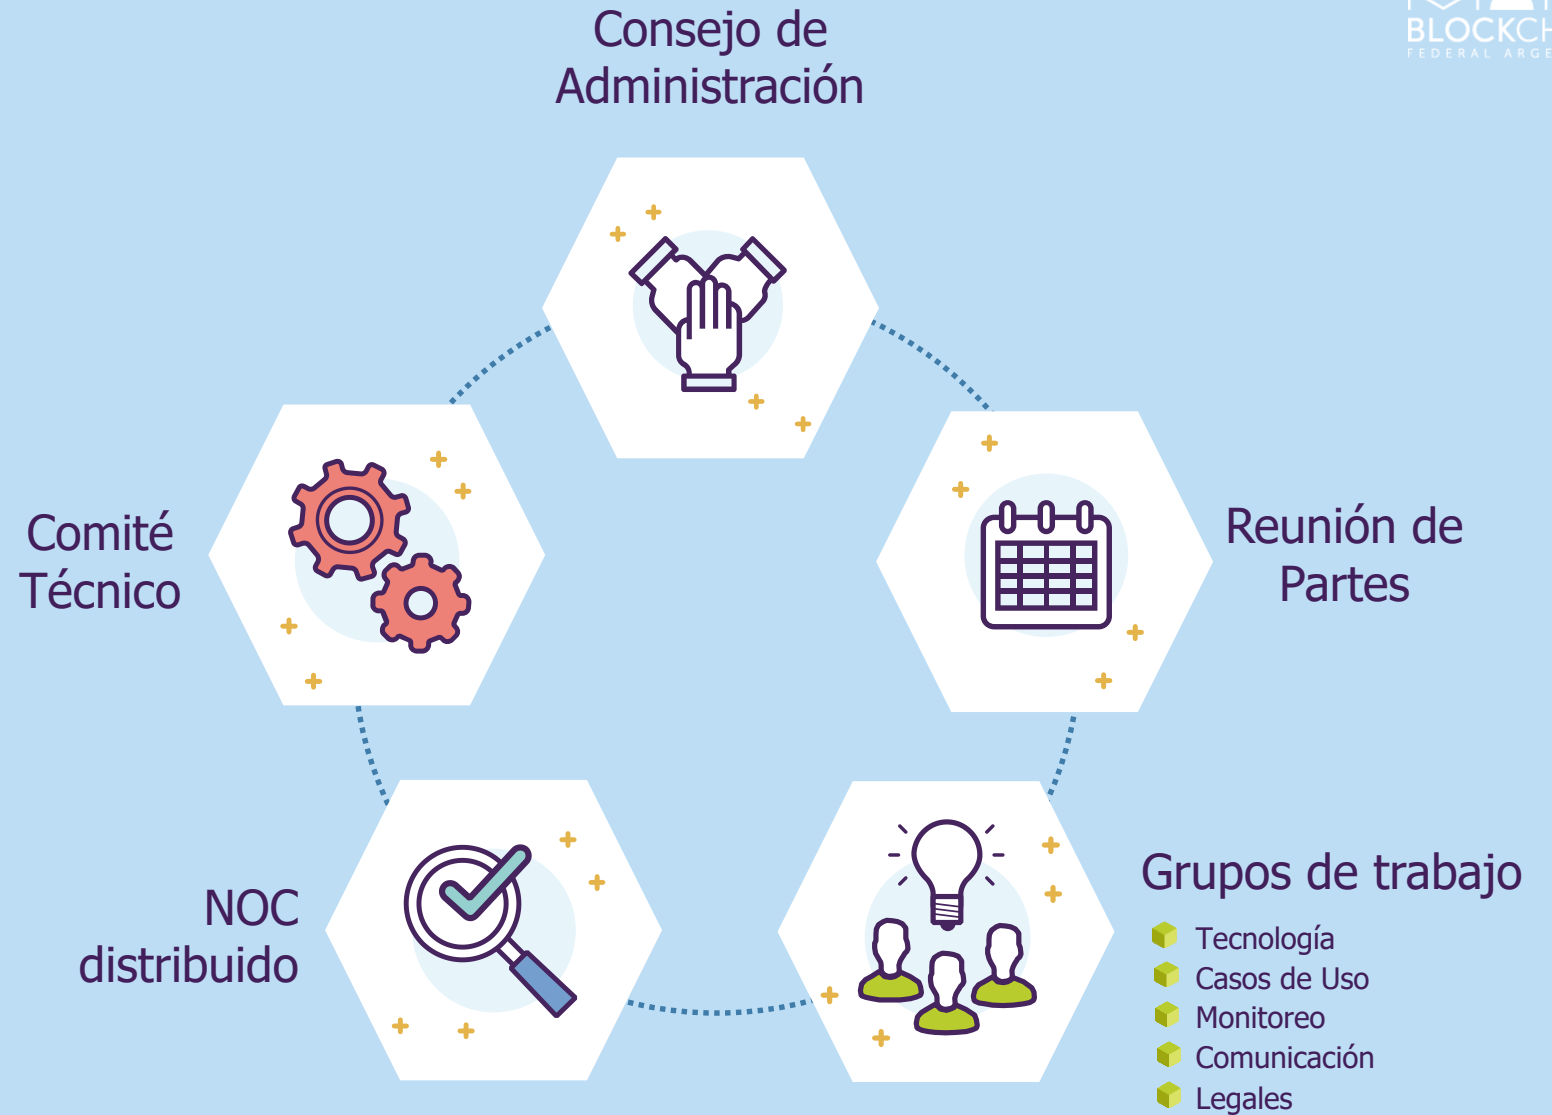 Consejo de
Administración
Comité
Técnico
Reunión de
Partes
NOC
distribuido
Grupos de trabajo
Tecnología
Casos de Uso
Monitoreo
Comunicación
Legales